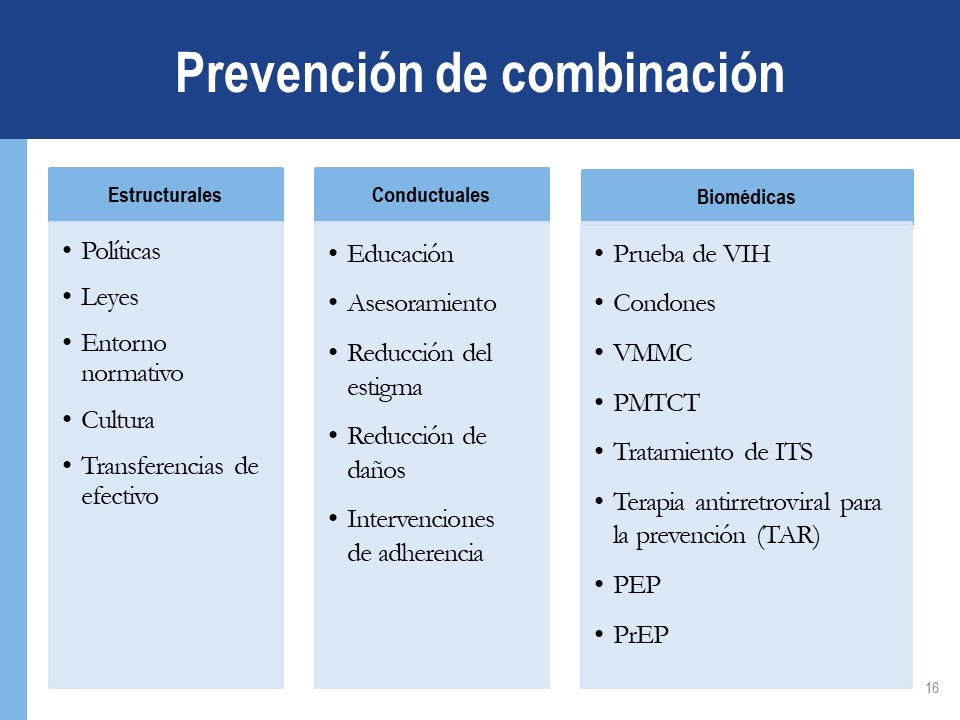 Prevención de combinación
Estructurales
• Políticas
• Leyes
• Entorno
normativo
• Cultura
• Transferencias de
efectivo
Conductuales
• Educación
• Asesoramiento
• Reducción del
estigma
• Reducción de
daños
• Intervenciones
de adherencia
Biomédicas
• Prueba de VIH
• Condones
• VMMC
• PMTCT
• Tratamiento de ITS
• Terapia antirretroviral para
la prevención (TAR)
• PEP
• PrEP
16